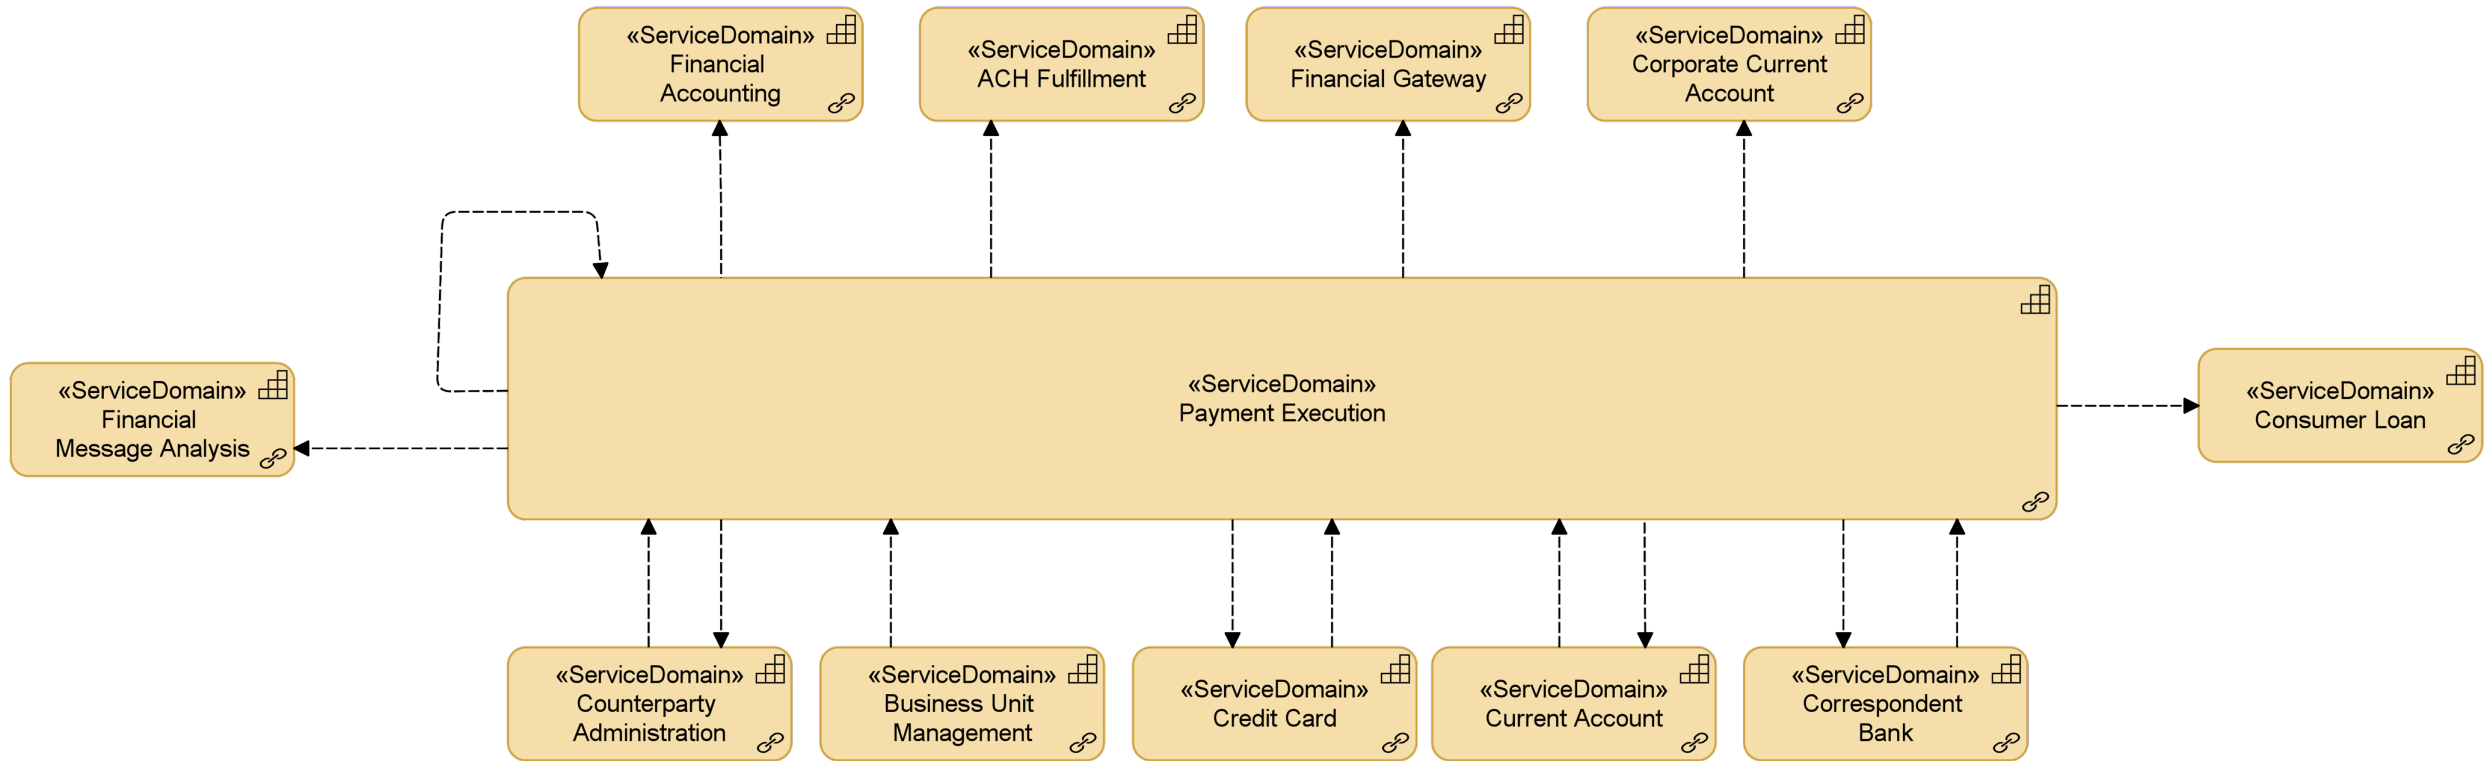 «ServiceDomain»
Financial
Accounting
«ServiceDomain»
ACH Fulfillment
«ServiceDomain»
Financial Gateway
«ServiceDomain»
Corporate Current
Account
«ServiceDomain»
Financial
Message Analysis
«ServiceDomain»
Payment Execution
«ServiceDomain»
Consumer Loan
«ServiceDomain»
Counterparty
Administration
«ServiceDomain»
Business Unit
Management
«ServiceDomain»
Credit Card
«ServiceDomain»
Current Account
«ServiceDomain»
Correspondent
Bank